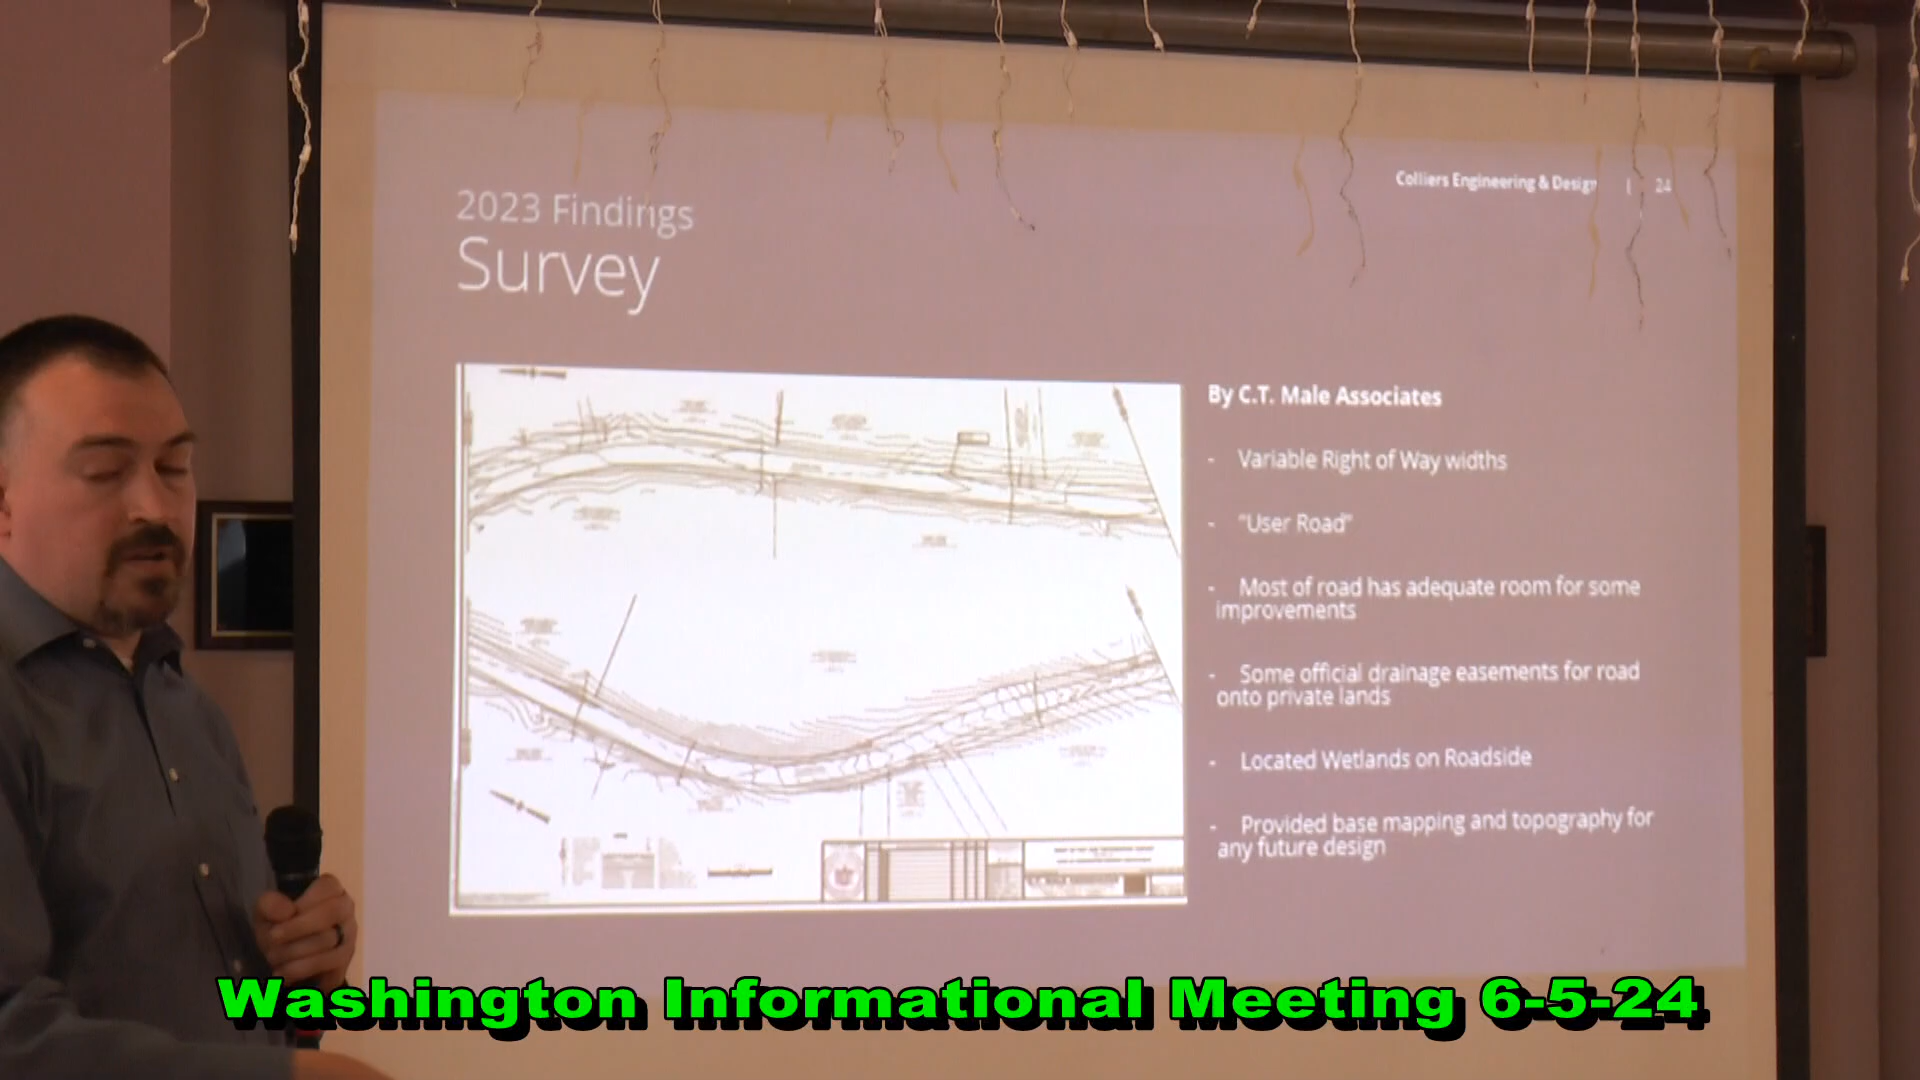 Colliers Engineering & Design | 24
2023 Findings
Survey
By C.T. Male Associates
- Variable Right of Way widths
- "User Road"
- Most of road has adequate room for some
improvements
- Some official drainage easements for road
onto private lands
- Located Wetlands on Roadside
- Provided base mapping and topography for
any future design
Washington Informational Meeting 6-5-24